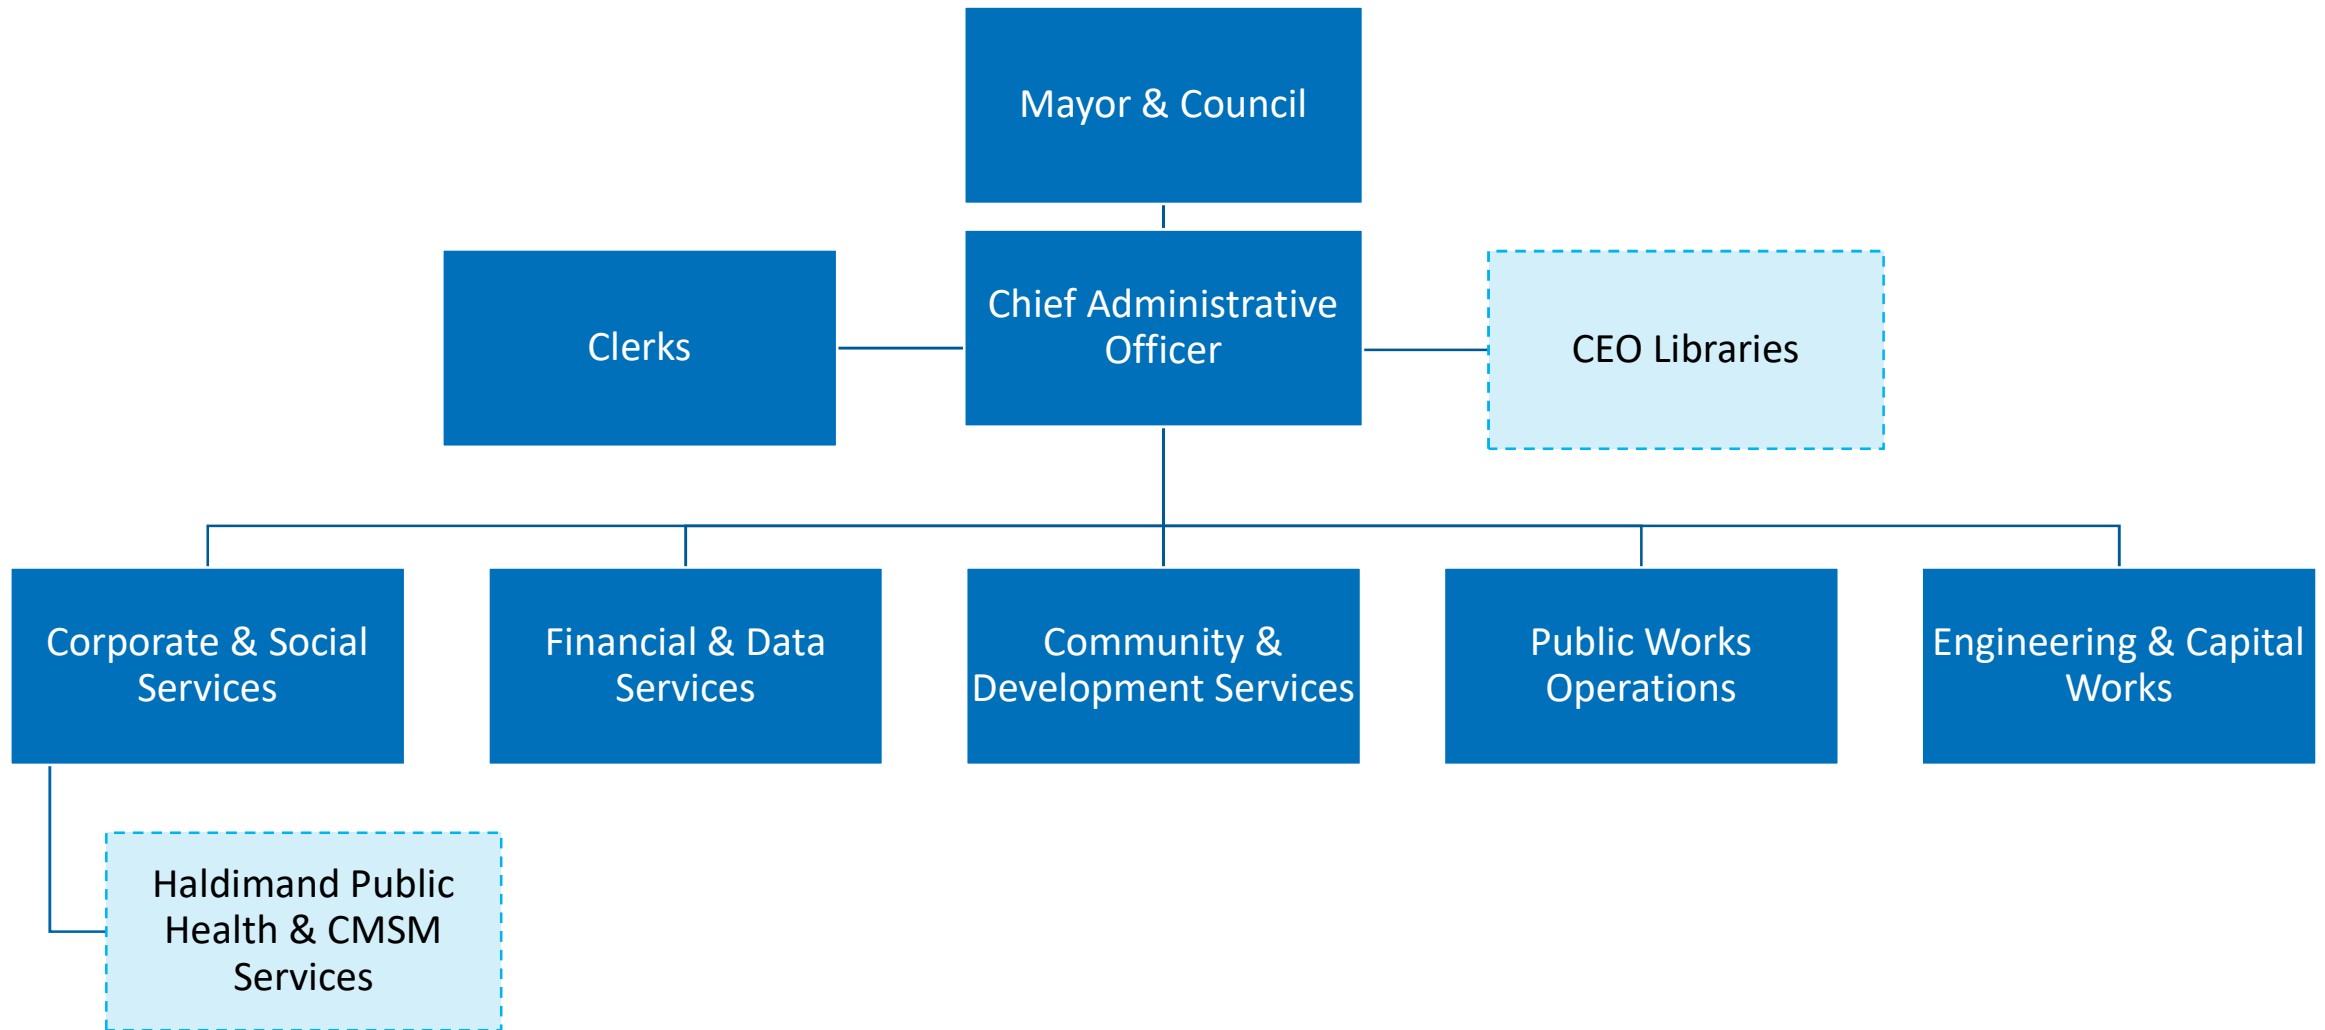 Mayor & Council
Clerks
Chief Administrative
Officer
CEO Libraries
Corporate & Social
Services
Financial & Data
Services
Community &
Development Services
Public Works
Operations
Engineering & Capital
Works
Haldimand Public
Health & CMSM
Services